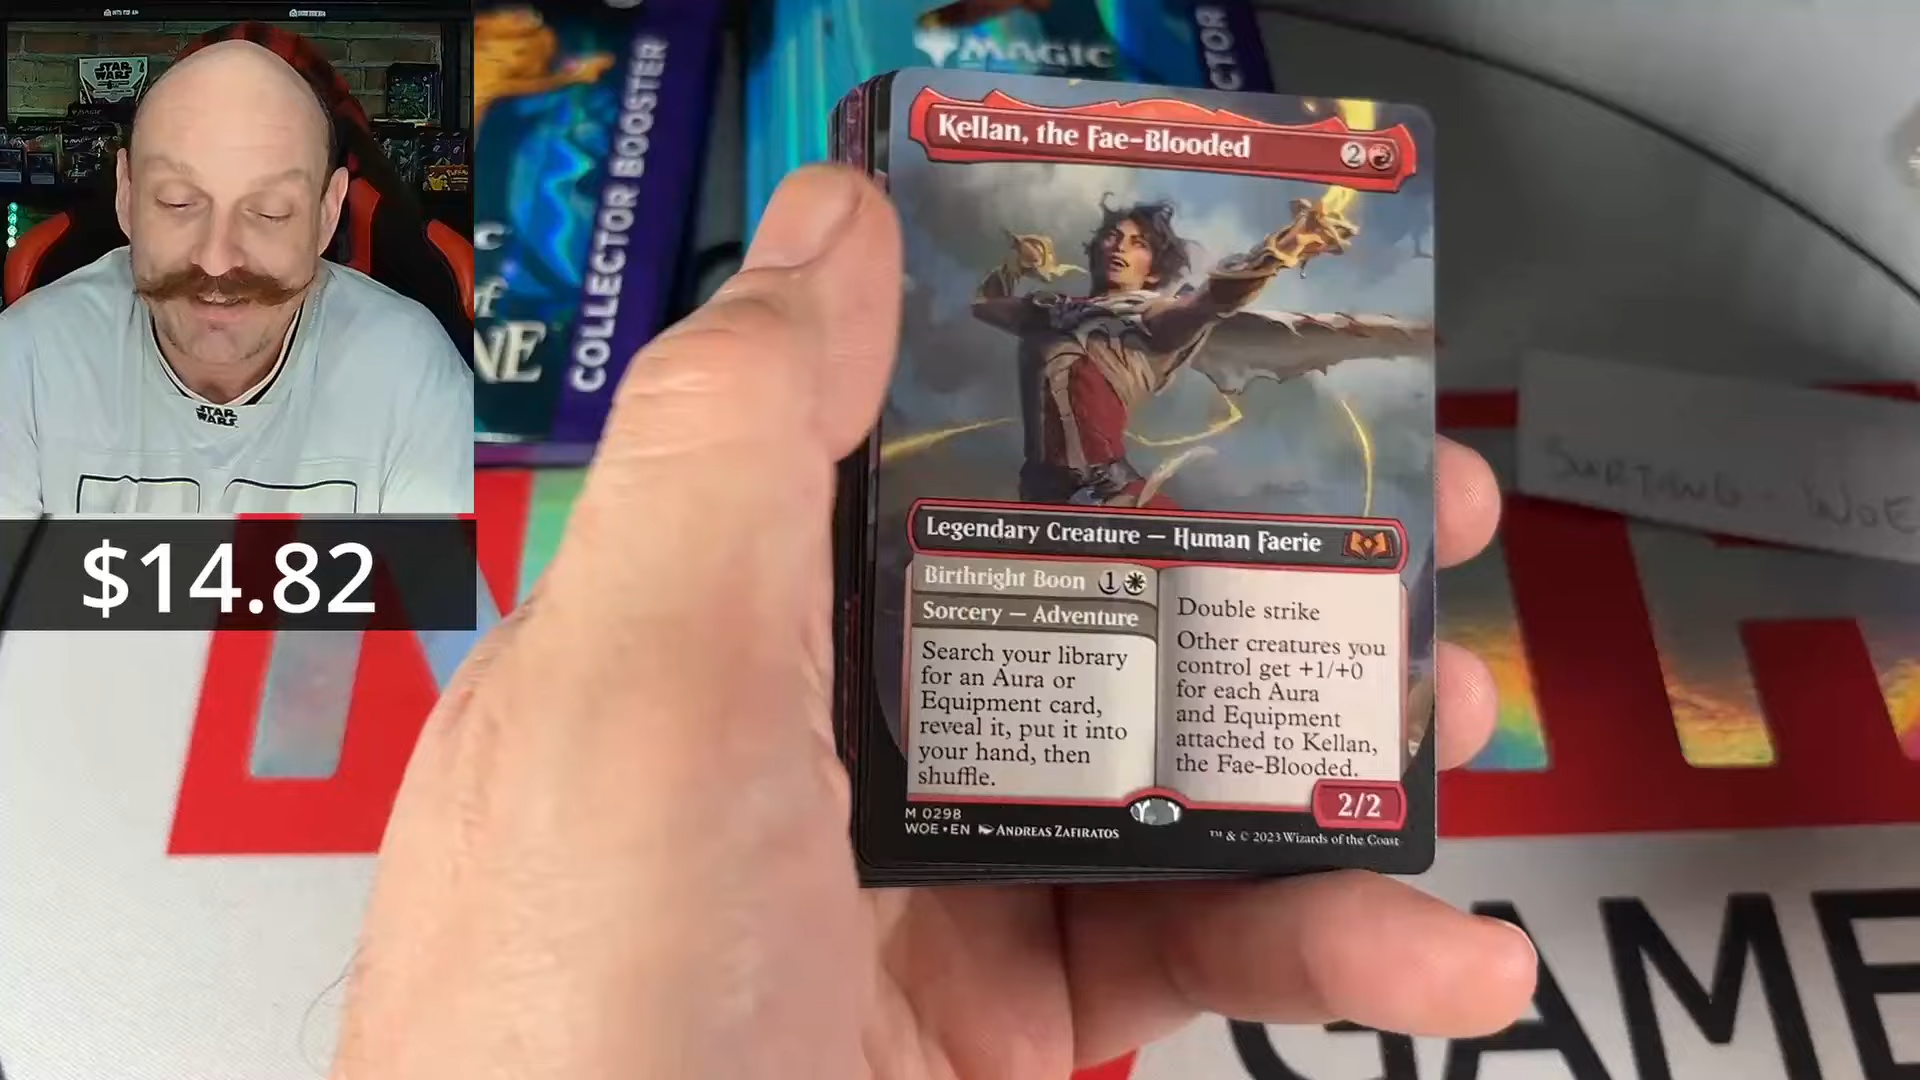 STAR
WARS
STAR
WARS
$14.82
COLLECTOR BOOSTER
MAGIC
Kellan, the Fae-Blooded
2
Legendary Creature — Human Faerie
Birthright Boon 1
Sorcery — Adventure
Search your library
for an Aura or
Equipment card,
reveal it, put it into
your hand, then
shuffle.
Double strike
Other creatures you
control get +1/+0
for each Aura
and Equipment
attached to Kellan,
the Fae-Blooded.
2/2
M 0298
WOE • EN ANDREAS ZAFIRATOS
™ & © 2023 Wizards of the Coast
GAME